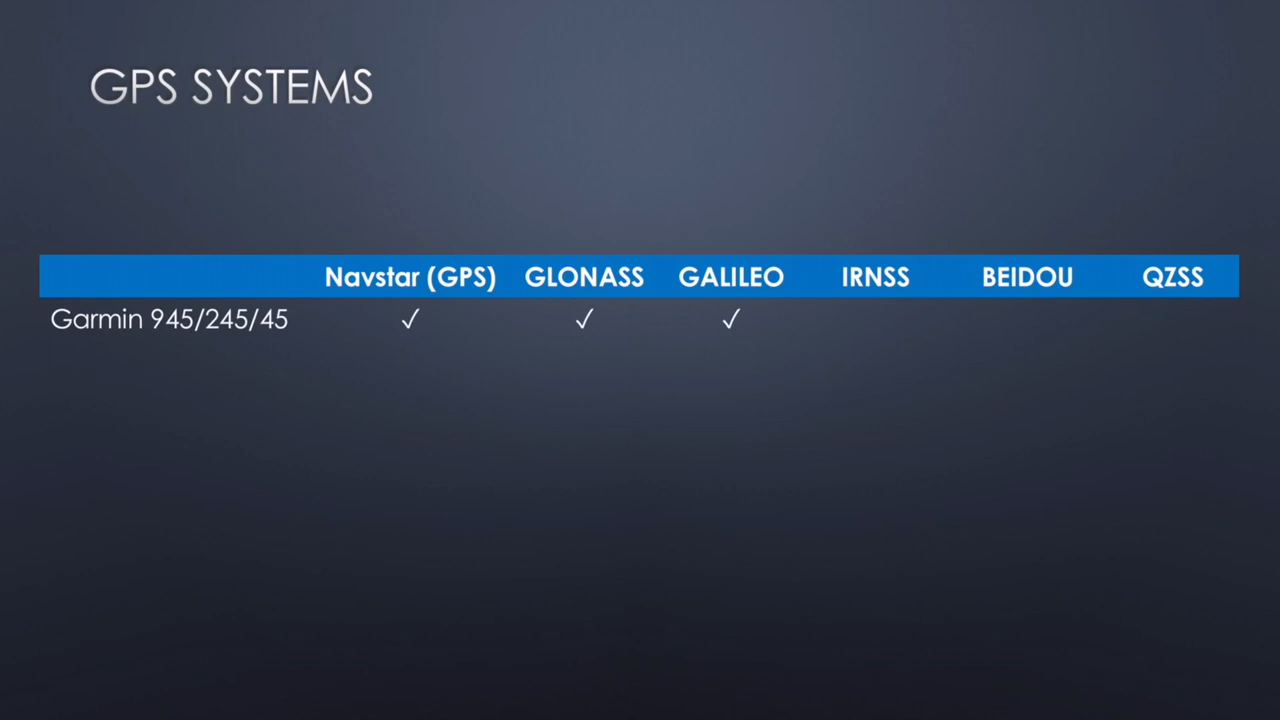 GPS SYSTEMS
Navstar (GPS) GLONASS GALILEO IRNSS BEIDOU QZSS
Garmin 945/245/45 ✓ ✓ ✓